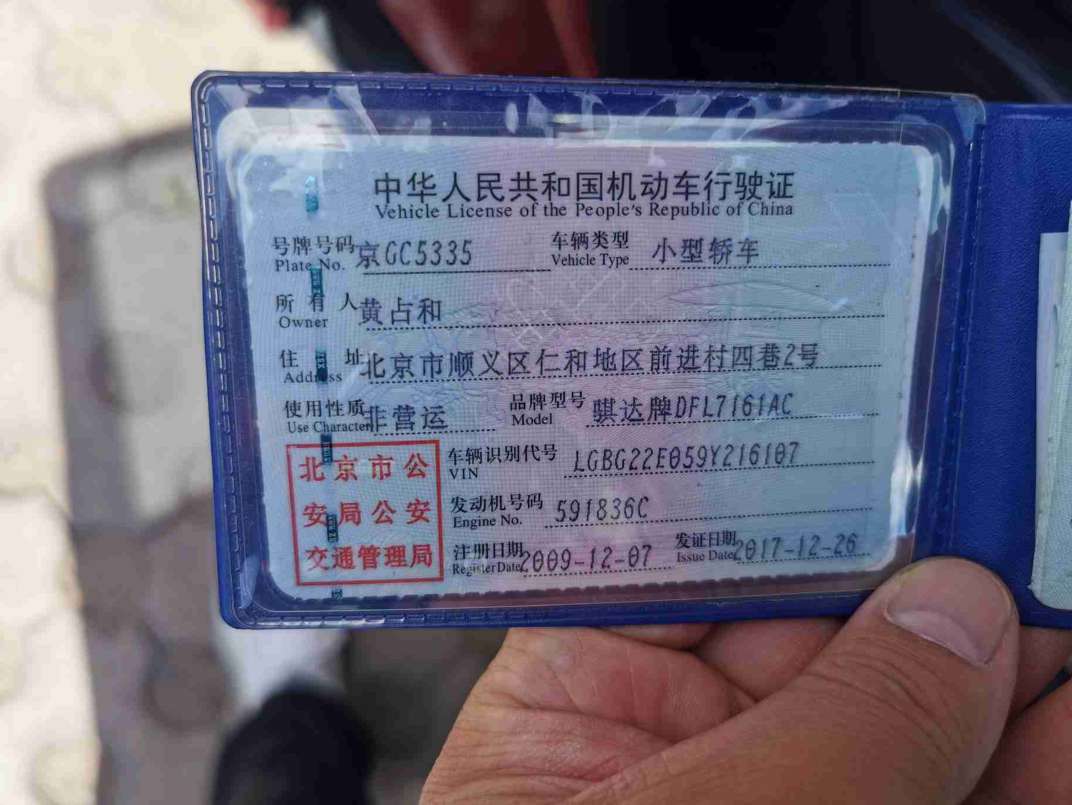 中华人民共和国机动车行驶证
Vehicle License of the People's Republic of China
号牌号码 京GC5335 车辆类型 小型轿车
Plate No. Vehicle Type
所有人 黄占和
Owner
住址 北京市顺义区仁和地区前进村四巷2号
Address
使用性质 非营运 品牌型号 骐达牌DFL7161AC
Use Character Model
北京市公
安局公安
交通管理局
车辆识别代号 LGBG22E059Y216107
VIN
发动机号码 591836C
Engine No.
注册日期 2009-12-07 发证日期 2017-12-26
Register Date Issue Date